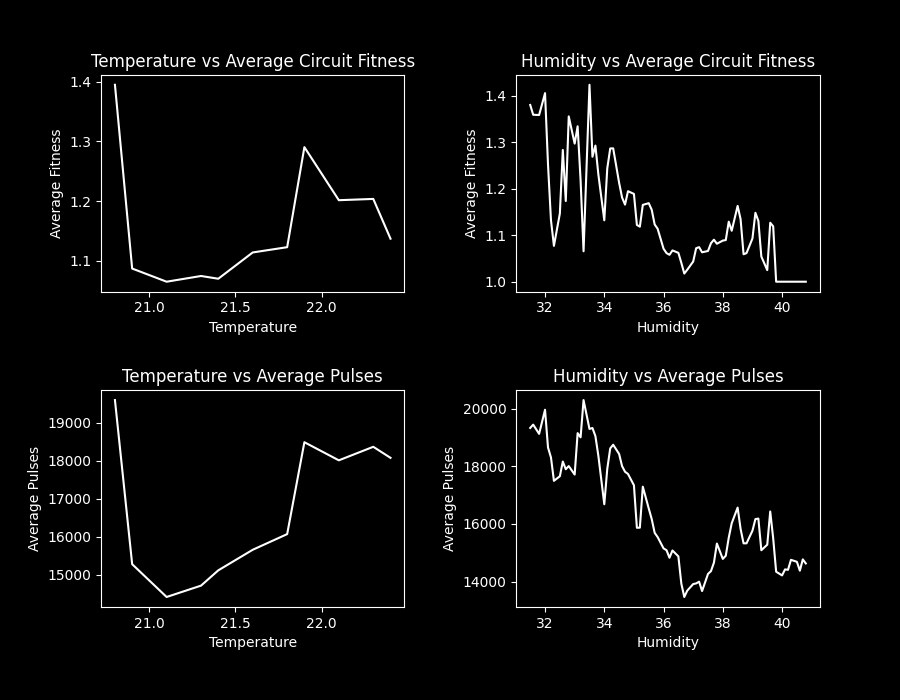 Temperature vs Average Circuit Fitness
1.4
1.3
1.2
1.1
Average Fitness
21.0 21.5 22.0
Temperature
Humidity vs Average Circuit Fitness
1.4
1.3
1.2
1.1
1.0
Average Fitness
32 34 36 38 40
Humidity
Temperature vs Average Pulses
19000
18000
17000
16000
15000
Average Pulses
21.0 21.5 22.0
Temperature
Humidity vs Average Pulses
20000
18000
16000
14000
Average Pulses
32 34 36 38 40
Humidity